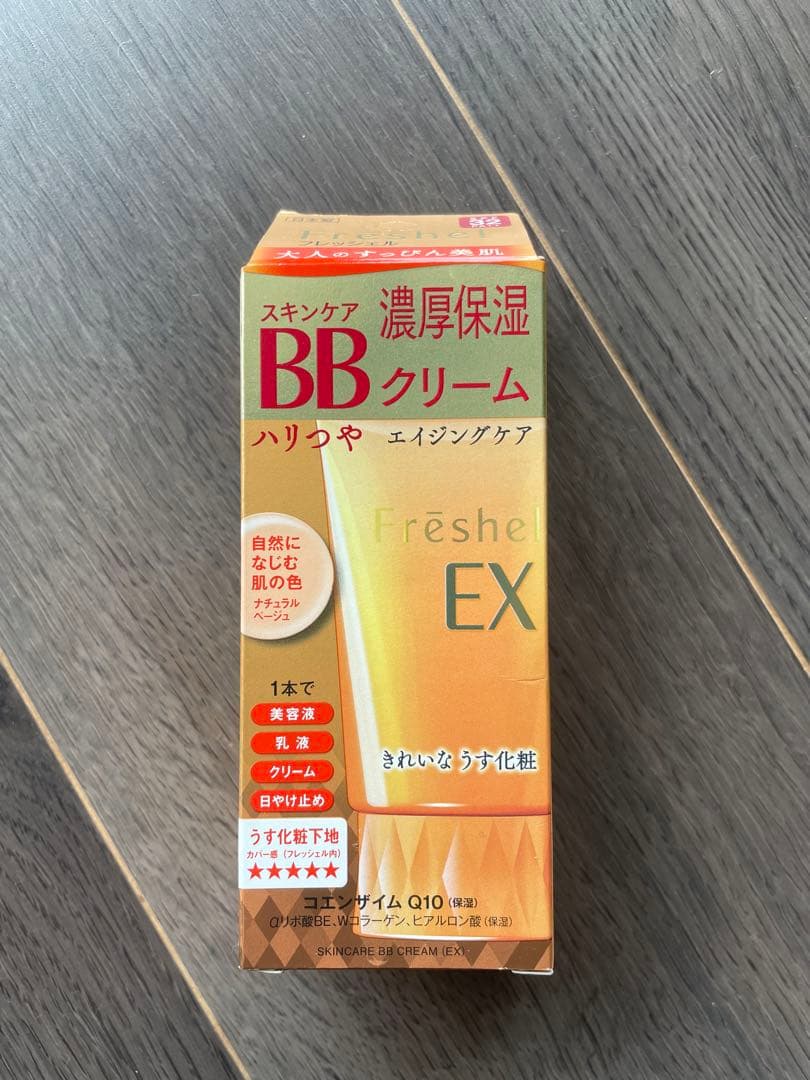 日本製
32
Frēshel
フレッシェル
大人のすっぴん美肌
スキンケア
BB
濃厚保湿
クリーム
ハリつや エイジングケア
Frēshel
EX
自然に
なじむ
肌の色
ナチュラル
ベージュ
1本で
美容液
乳液
クリーム
日やけ止め
きれいな うす化粧
うす化粧下地
カバー感 (フレッシェル内)
★★★★★
コエンザイム Q10 (保湿)
αリポ酸BE、Wコラーゲン、ヒアルロン酸 (保湿)
SKINCARE BB CREAM (EX)